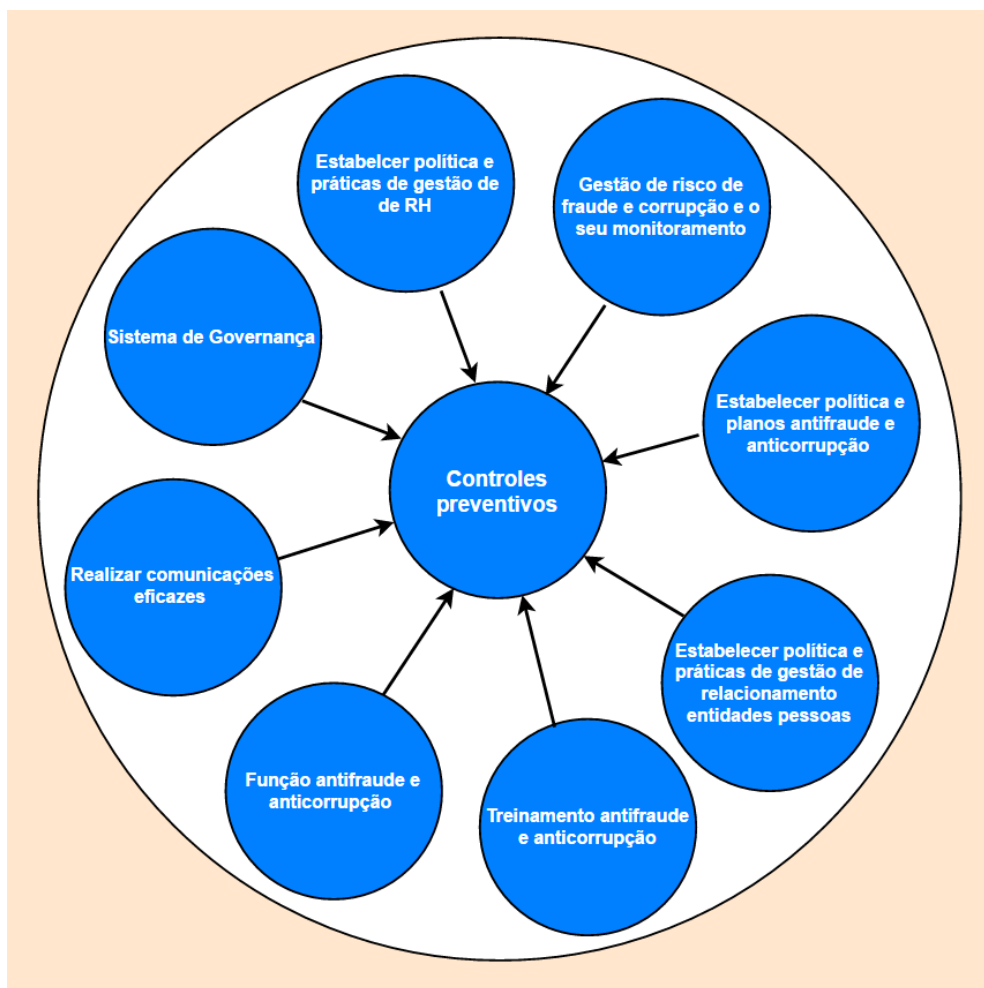 Estabelcer política e
práticas de gestão de
de RH
Gestão de risco de
fraude e corrupção e o
seu monitoramento
Sistema de Governança
Estabelecer política e
planos antifraude e
anticorrupção
Controles
preventivos
Realizar comunicações
eficazes
Estabelecer política e
práticas de gestão de
relacionamento
entidades pessoas
Função antifraude e
anticorrupção
Treinamento antifraude
e anticorrupção